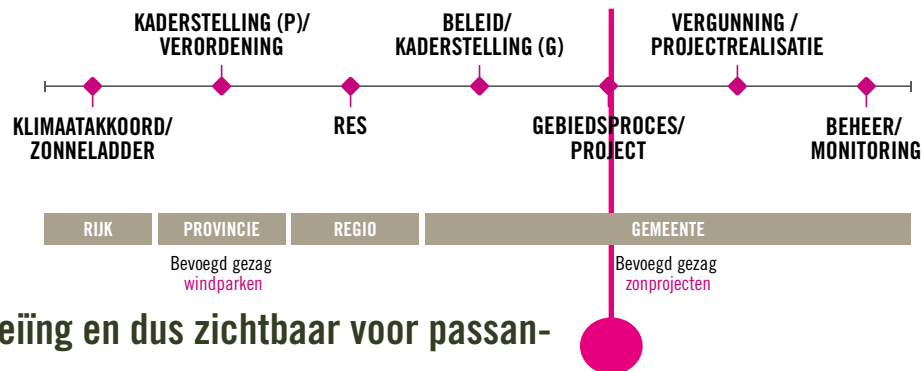 KADERSTELLING (P)/
VERORDENING
BELEID/
KADERSTELLING (G)
VERGUNNING /
PROJECTREALISATIE
KLIMAATAKKOORD/
ZONNELADDER
RES
GEBIEDSPROCES/
PROJECT
BEHEER/
MONITORING
RIJK
PROVINCIE
REGIO
GEMEENTE
Bevoegd gezag
windparken
Bevoegd gezag
zonprojecten
eiïng en dus zichtbaar voor passan-